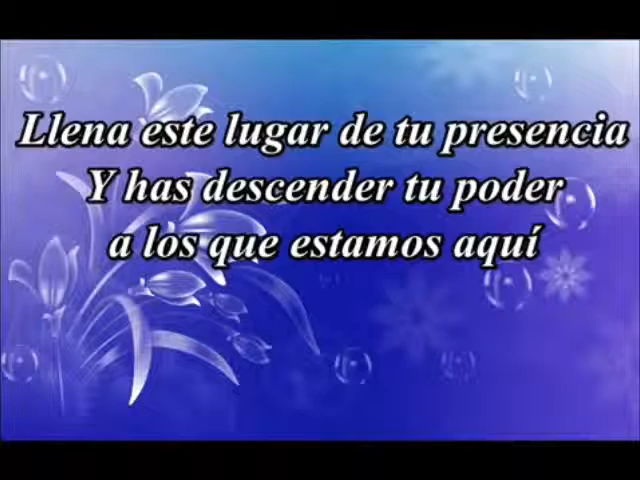 Llena este lugar de tu presencia
Y has descender tu poder
a los que estamos aquí